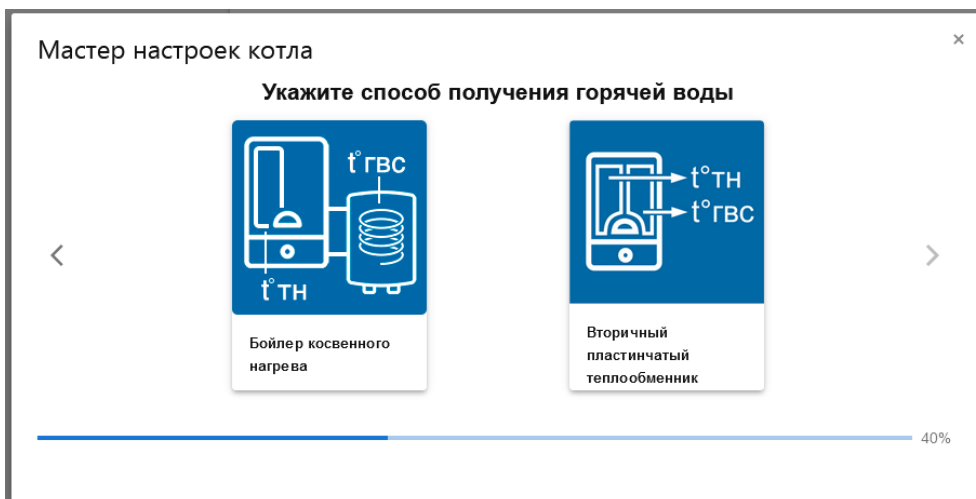 Мастер настроек котла
×
Укажите способ получения горячей воды
t°гвс
t°тн
t°тн
t°гвс
Бойлер косвенного
нагрева
Вторичный
пластинчатый
теплообменник
40%